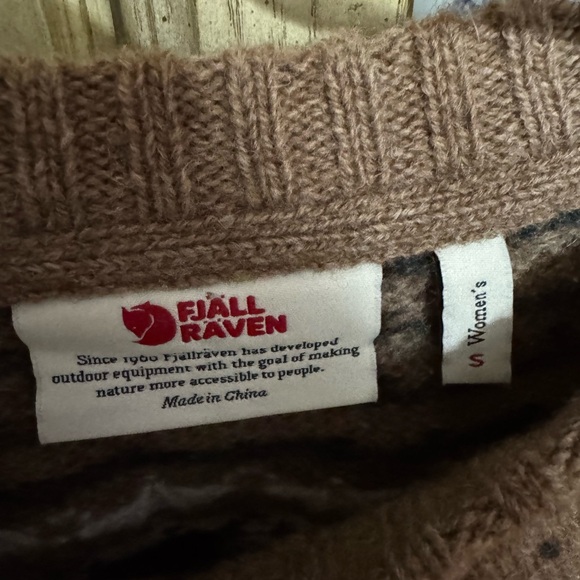 FJÄLL
RÄVEN
Since 1960 Fjällräven has developed
outdoor equipment with the goal of making
nature more accessible to people.
Made in China
S Women's